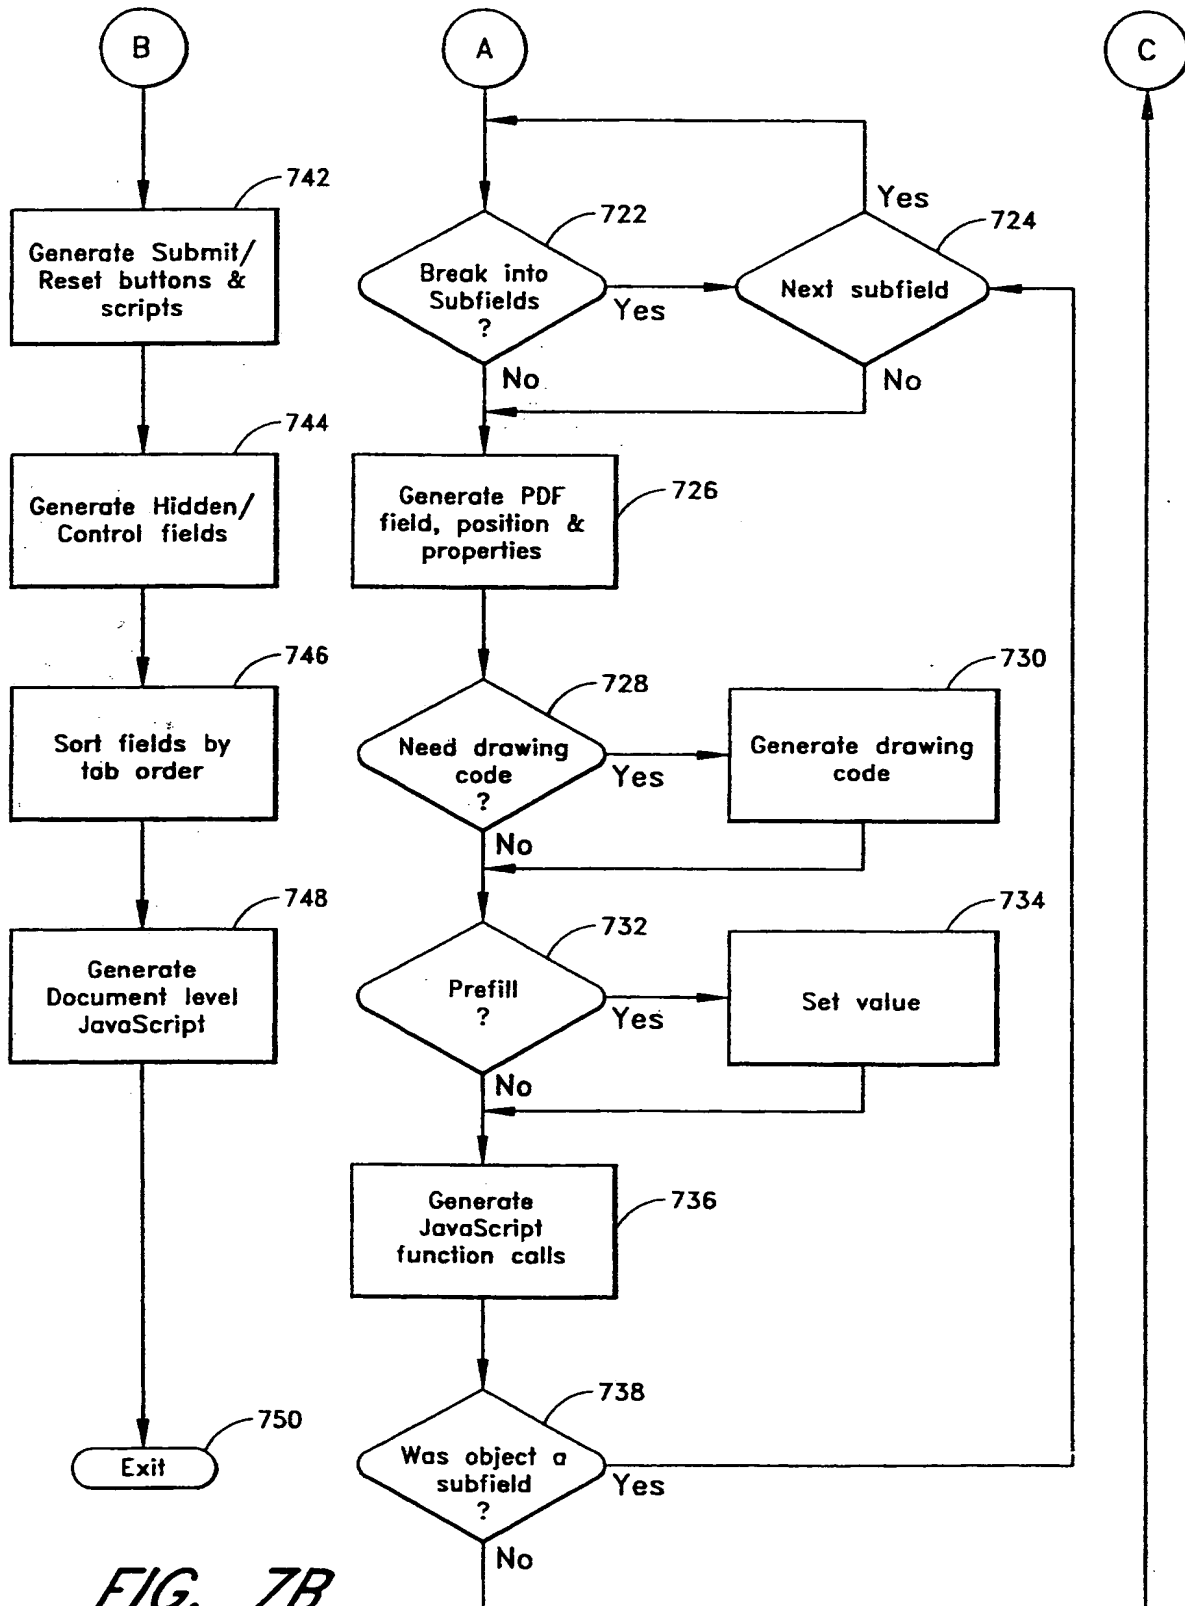 B
A
C
742
Generate Submit/
Reset buttons &
scripts
744
Generate Hidden/
Control fields
746
Sort fields by
tab order
748
Generate
Document level
JavaScript
750
Exit
722
Break into
Subfields
?
Yes
No
724
Next subfield
Yes
No
726
Generate PDF
field, position &
properties
728
Need drawing
code
?
Yes
No
730
Generate drawing
code
732
Prefill
?
Yes
No
734
Set value
736
Generate
JavaScript
function calls
738
Was object a
subfield
?
Yes
No
FIG. 7B